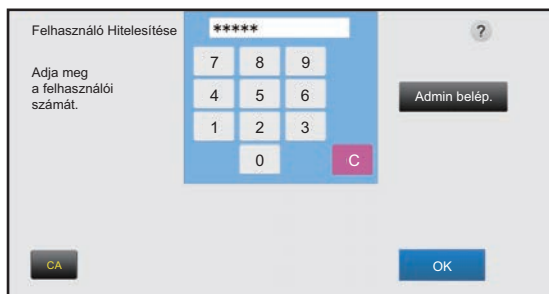 Felhasználó Hitelesítése
*****
?
Adja meg
a felhasználói
számát.
7 8 9
4 5 6
1 2 3
0 C
Admin belép.
CA
OK